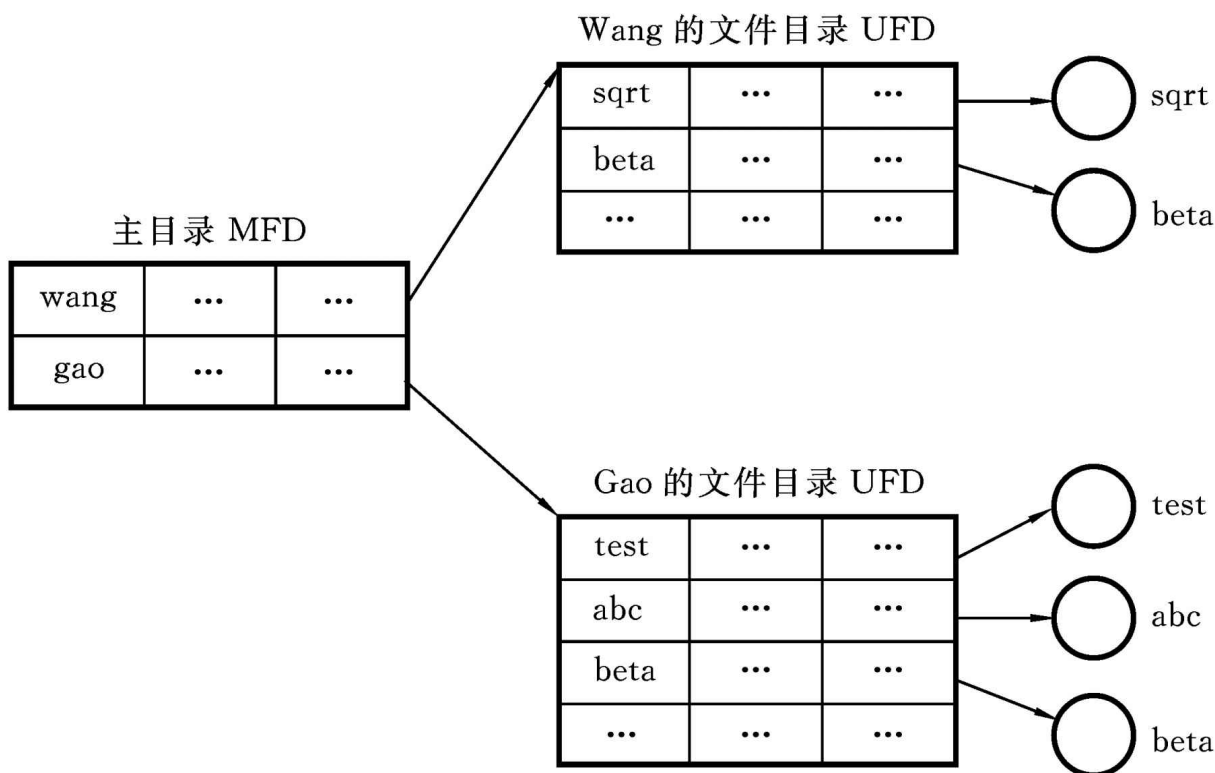 Wang 的文件目录 UFD
sqrt … …
beta … …
… … …
sqrt
beta
主目录 MFD
wang … …
gao … …
Gao 的文件目录 UFD
test … …
abc … …
beta … …
… … …
test
abc
beta